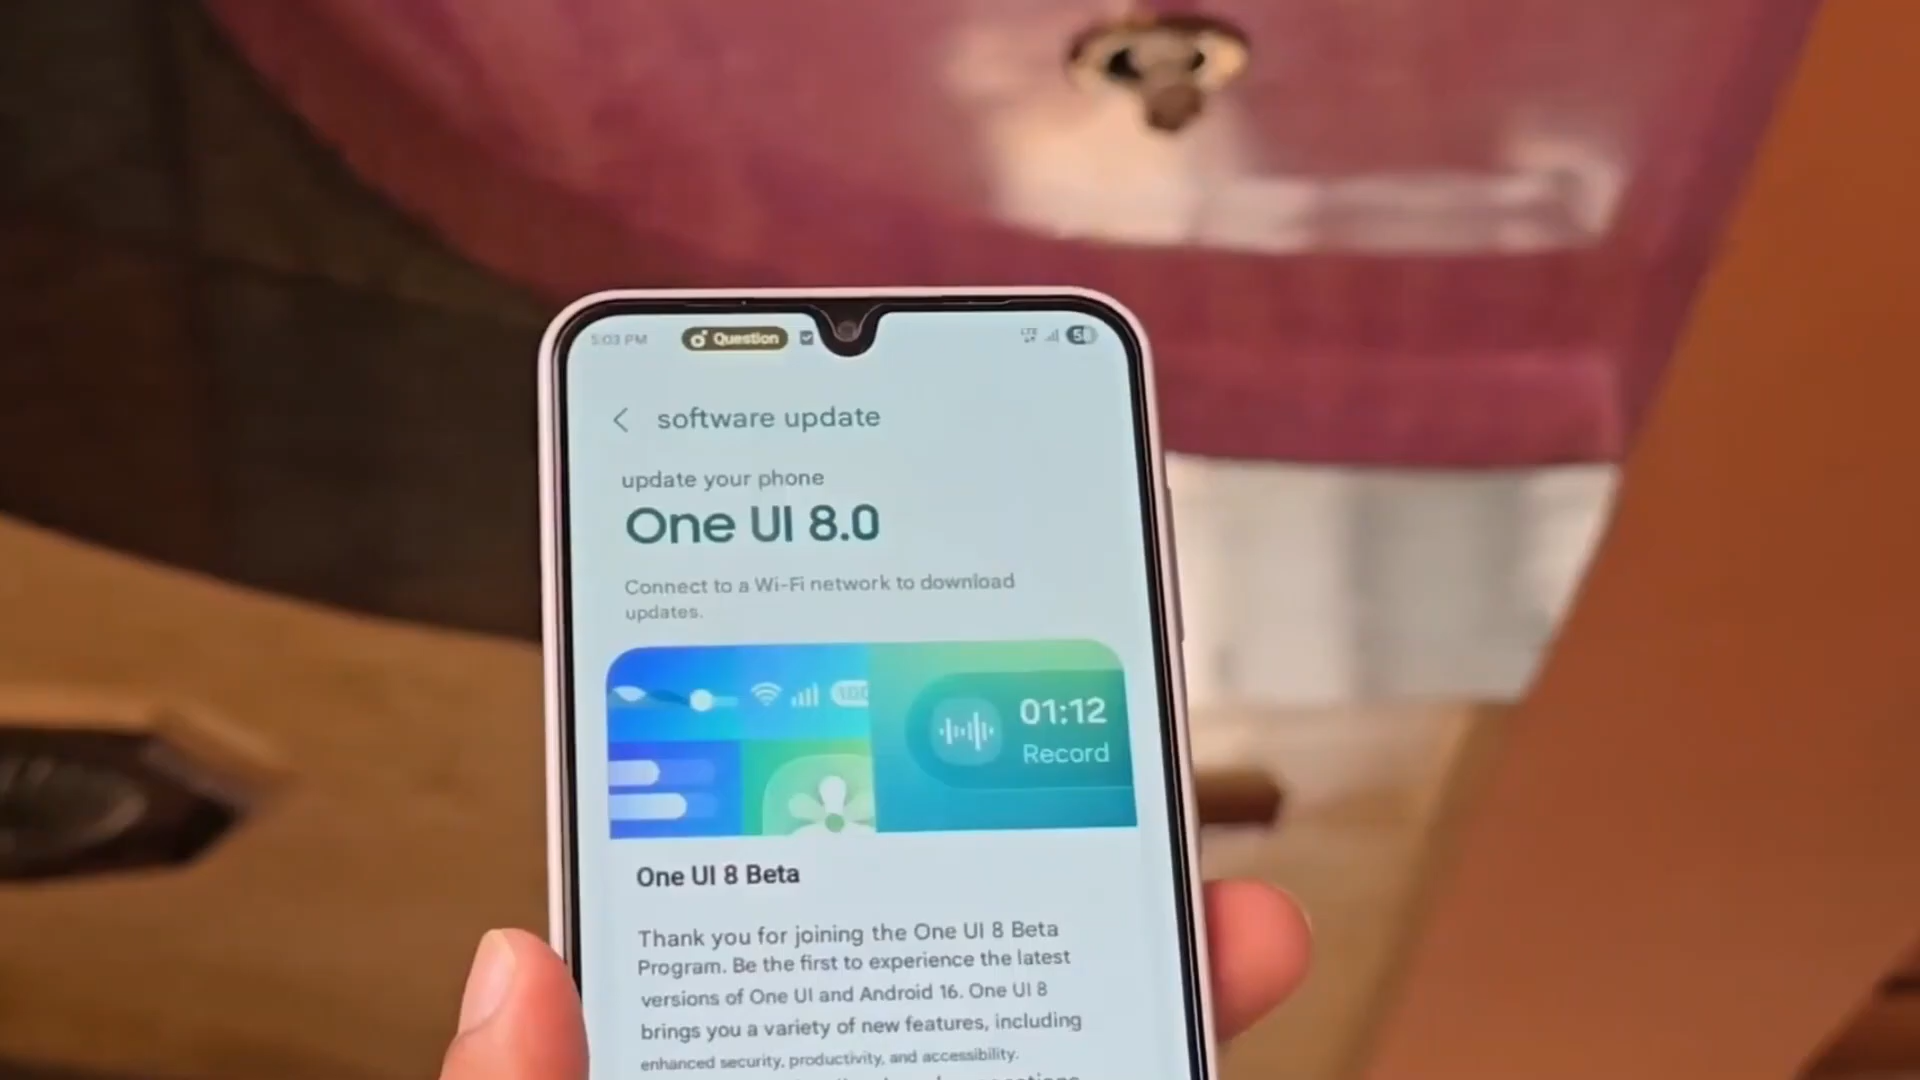 5:03 PM
Question
LTE
software update
update your phone
One UI 8.0
Connect to a Wi-Fi network to download
updates.
100
01:12
Record
One UI 8 Beta
Thank you for joining the One UI 8 Beta
Program. Be the first to experience the latest
versions of One UI and Android 16. One UI 8
brings you a variety of new features, including
enhanced security, productivity, and accessibility.